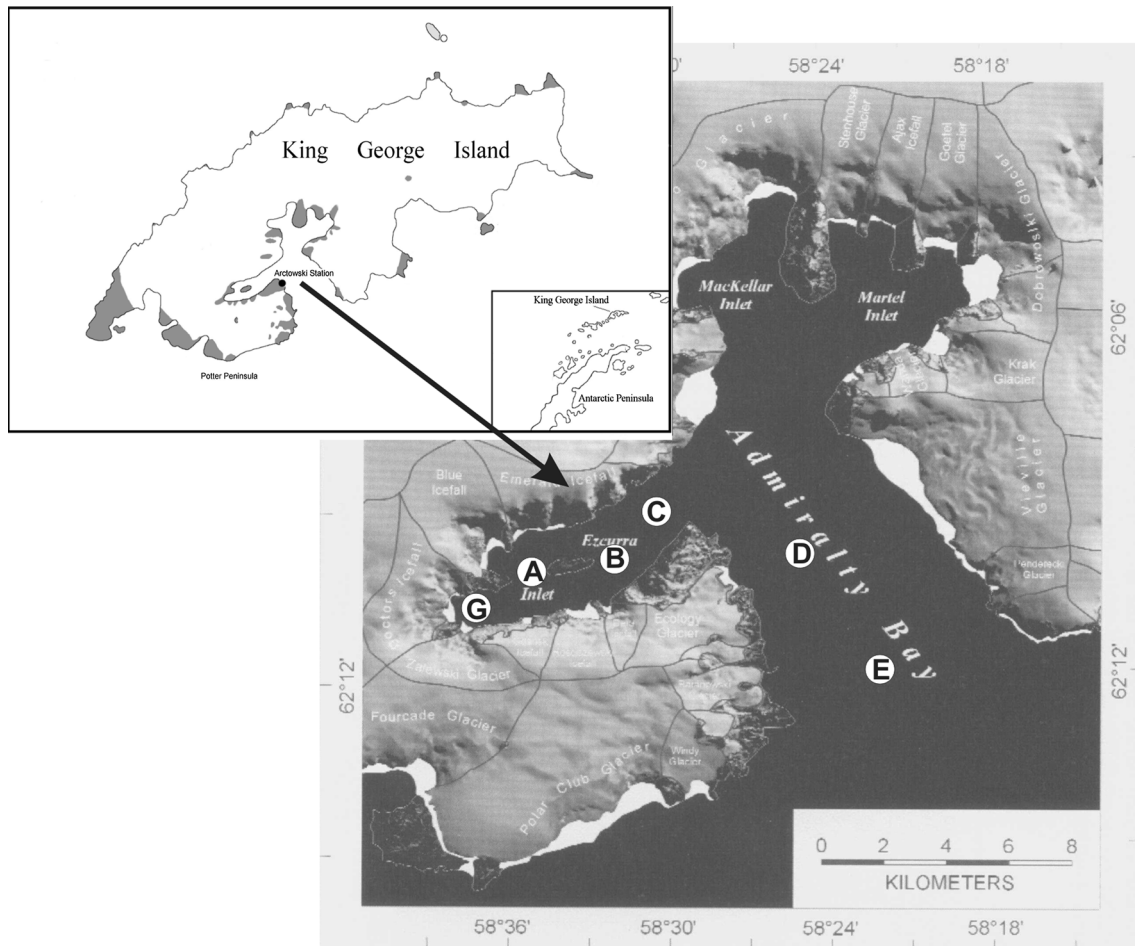 King George Island
Arctowski Station
Potter Peninsula
King George Island
Antarctic Peninsula
0'
58°24'
58°18'
Glacier
Stenhouse
Glacier
Ajax
Icefall
Goetel
Glacier
MacKellar
Inlet
Martel
Inlet
62°06'
Krak
Glacier
Vieville
Glacier
Admiralty Bay
Blue
Icefall
Emerald Icefall
Ezcurra
Inlet
A
B
C
D
E
G
Doctors Icefall
Zalewski Glacier
Ecology
Glacier
62°12'
62°12'
Fourcade Glacier
Polar Club Glacier
Windy
Glacier
0 2 4 6 8
KILOMETERS
58°36'
58°30'
58°24'
58°18'